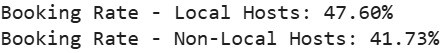 Booking Rate - Local Hosts: 47.60%
Booking Rate - Non-Local Hosts: 41.73%